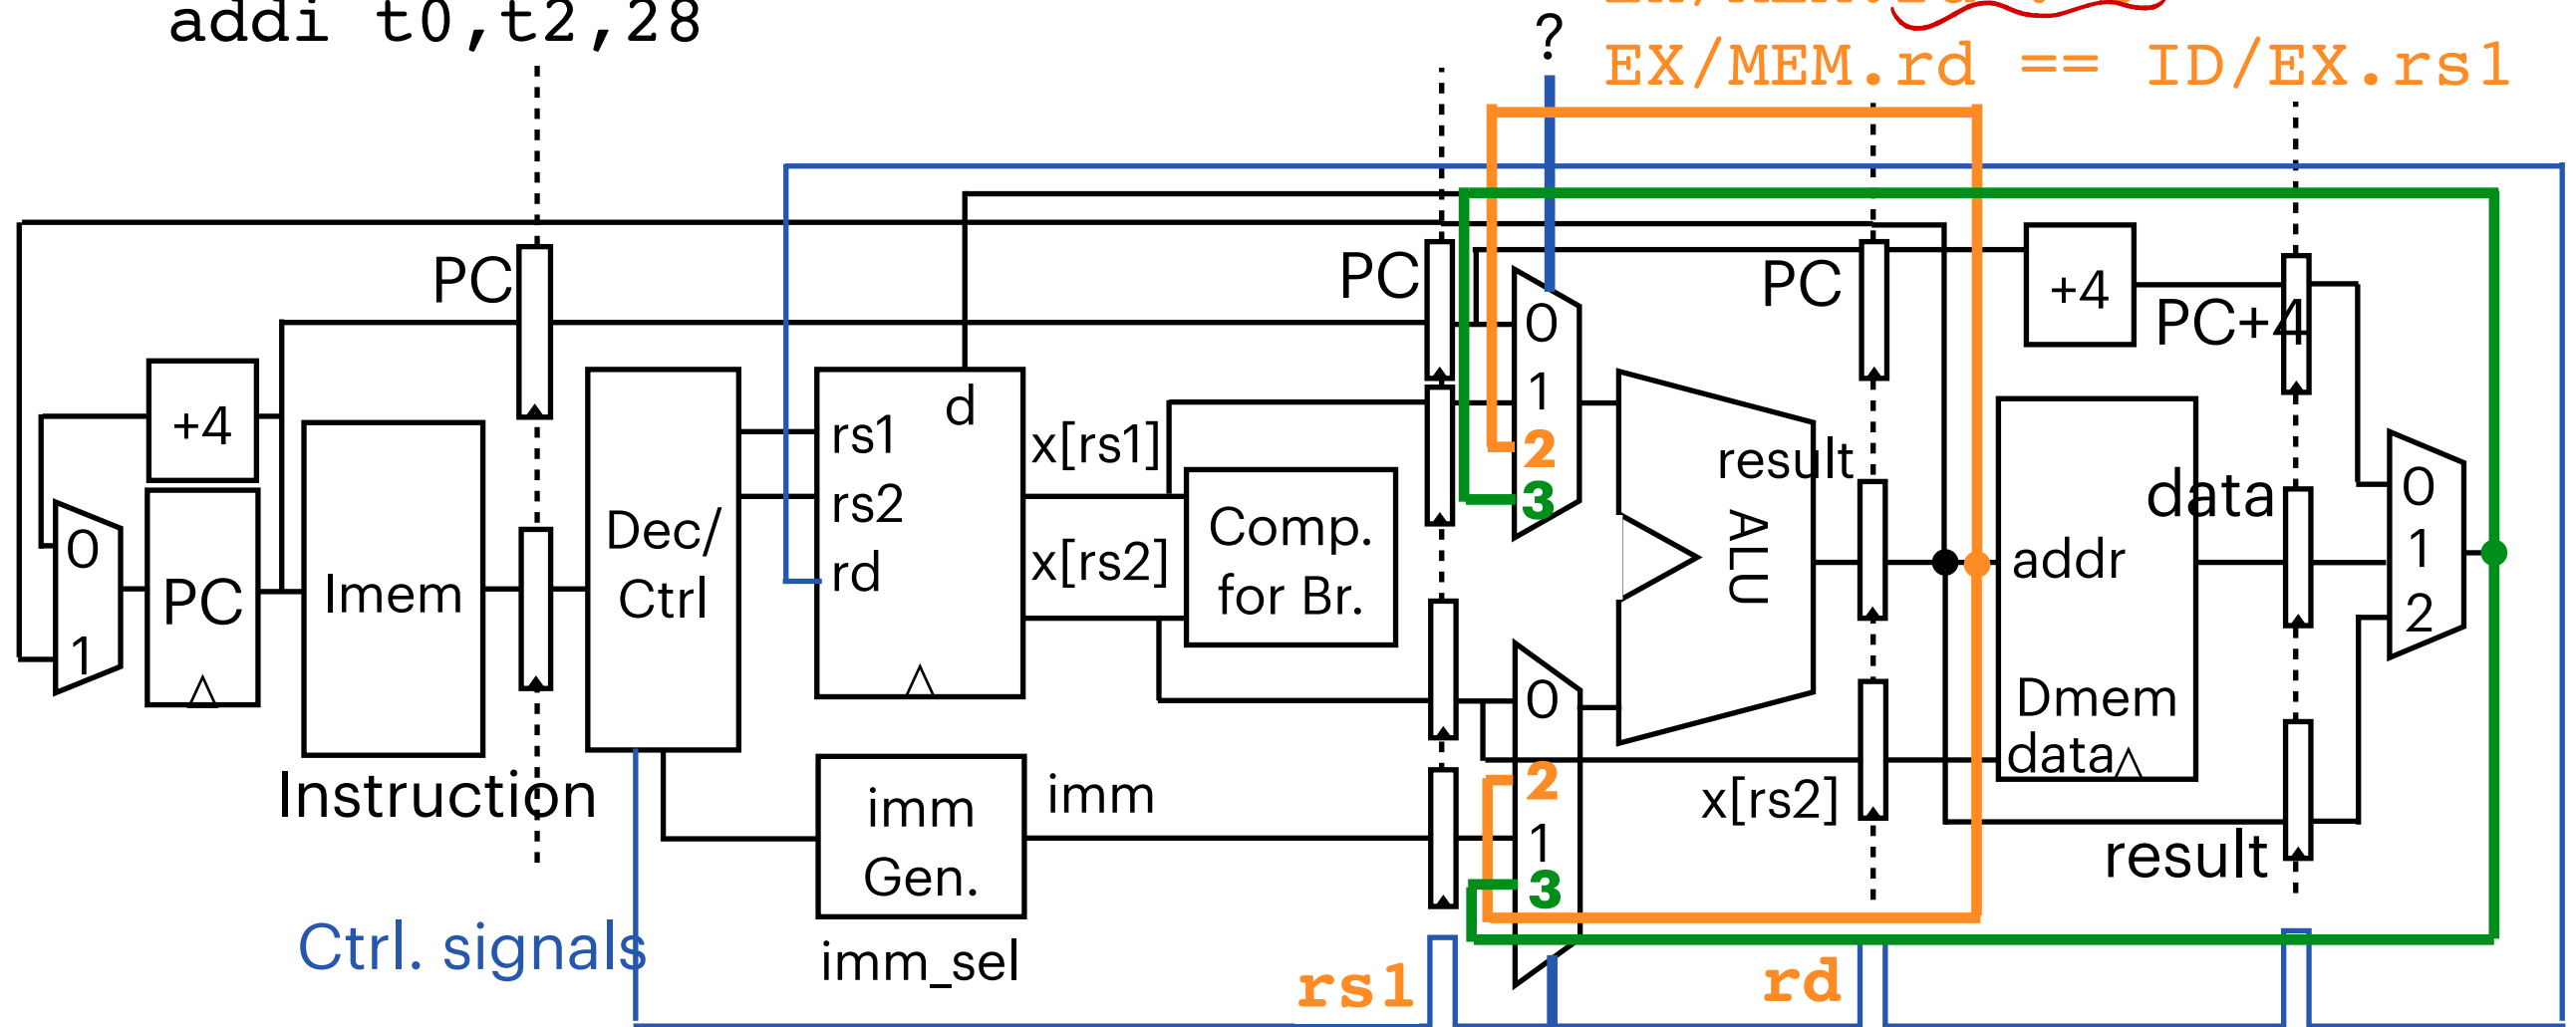 addi t0,t2,28
?
EX/MEM.rd == ID/EX.rs1
PC
PC
PC
+4
PC+4
0
1
2
3
+4
d
rs1
rs2
rd
x[rs1]
x[rs2]
Comp.
for Br.
result
ALU
data
0
1
2
0
1
PC
Imem
Dec/
Ctrl
addr
Dmem
data
0
2
1
3
x[rs2]
Instruction
imm
Gen.
imm
result
Ctrl. signals
imm_sel
rs1
rd